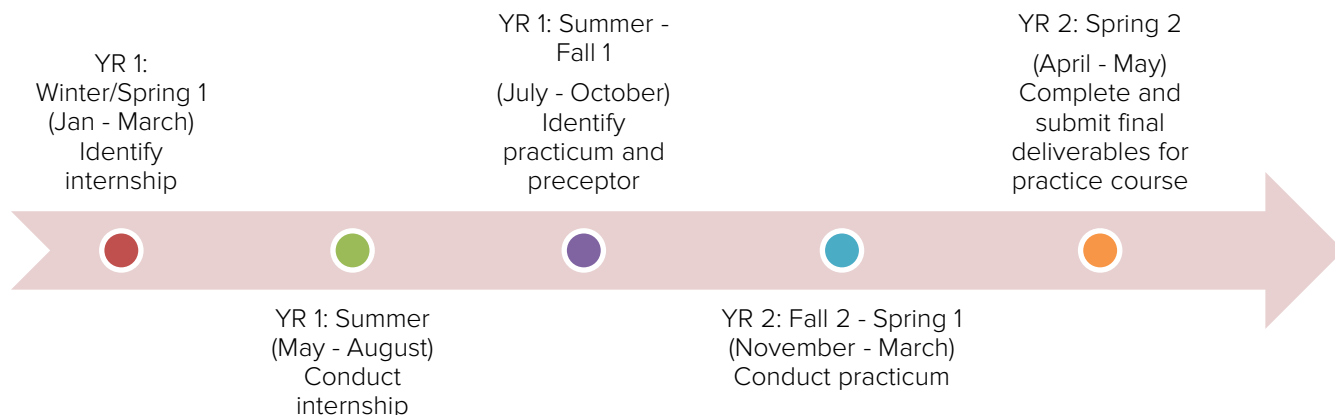 YR 1:
Winter/Spring 1
(Jan - March)
Identify
internship
YR 1: Summer
(May - August)
Conduct
internship
YR 1: Summer -
Fall 1
(July - October)
Identify
practicum and
preceptor
YR 2: Fall 2 - Spring 1
(November - March)
Conduct practicum
YR 2: Spring 2
(April - May)
Complete and
submit final
deliverables for
practice course